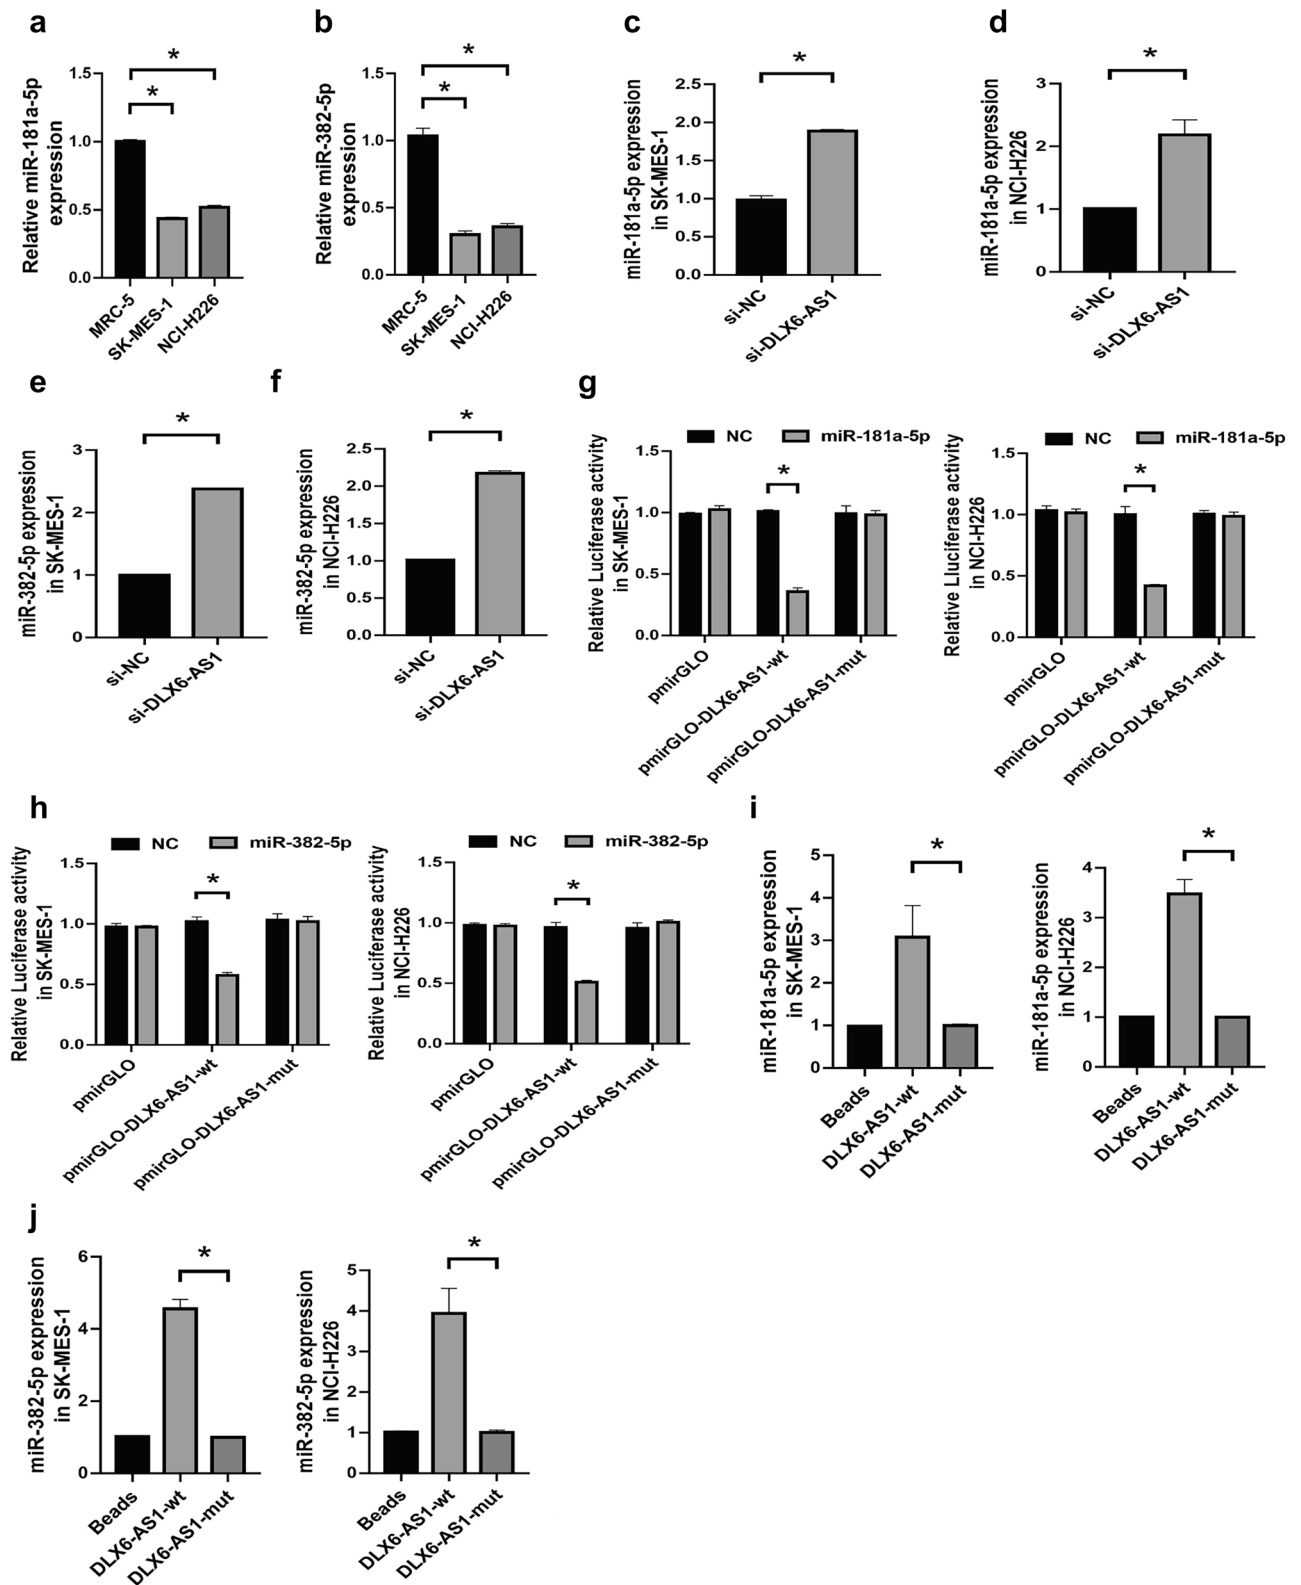 a
*
*
Relative miR-181a-5p
expression
1.5
1.0
0.5
0.0
MRC-5
SK-MES-1
NCI-H226
b
*
*
Relative miR-382-5p
expression
1.5
1.0
0.5
0.0
MRC-5
SK-MES-1
NCI-H226
c
*
miR-181a-5p expression
in SK-MES-1
2.5
2.0
1.5
1.0
0.5
0.0
si-NC
si-DLX6-AS1
d
*
miR-181a-5p expression
in NCI-H226
3
2
1
0
si-NC
si-DLX6-AS1
e
*
miR-382-5p expression
in SK-MES-1
3
2
1
0
si-NC
si-DLX6-AS1
f
*
miR-382-5p expression
in NCI-H226
2.5
2.0
1.5
1.0
0.5
0.0
si-NC
si-DLX6-AS1
g
NC miR-181a-5p
*
Relative Luciferase activity
in SK-MES-1
1.5
1.0
0.5
0.0
pmirGLO
pmirGLO-DLX6-AS1-wt
pmirGLO-DLX6-AS1-mut
NC miR-181a-5p
*
Relative Lluciferase activity
in NCI-H226
1.5
1.0
0.5
0.0
pmirGLO
pmirGLO-DLX6-AS1-wt
pmirGLO-DLX6-AS1-mut
h
NC miR-382-5p
*
Relative Luciferase activity
in SK-MES-1
1.5
1.0
0.5
0.0
pmirGLO
pmirGLO-DLX6-AS1-wt
pmirGLO-DLX6-AS1-mut
NC miR-382-5p
*
Relative Luciferase activity
in NCI-H226
1.5
1.0
0.5
0.0
pmirGLO
pmirGLO-DLX6-AS1-wt
pmirGLO-DLX6-AS1-mut
i
*
miR-181a-5p expression
in SK-MES-1
5
4
3
2
1
0
Beads
DLX6-AS1-wt
DLX6-AS1-mut
*
miR-181a-5p expression
in NCI-H226
4
3
2
1
0
Beads
DLX6-AS1-wt
DLX6-AS1-mut
j
*
miR-382-5p expression
in SK-MES-1
6
4
2
0
Beads
DLX6-AS1-wt
DLX6-AS1-mut
*
miR-382-5p expression
in NCI-H226
5
4
3
2
1
0
Beads
DLX6-AS1-wt
DLX6-AS1-mut